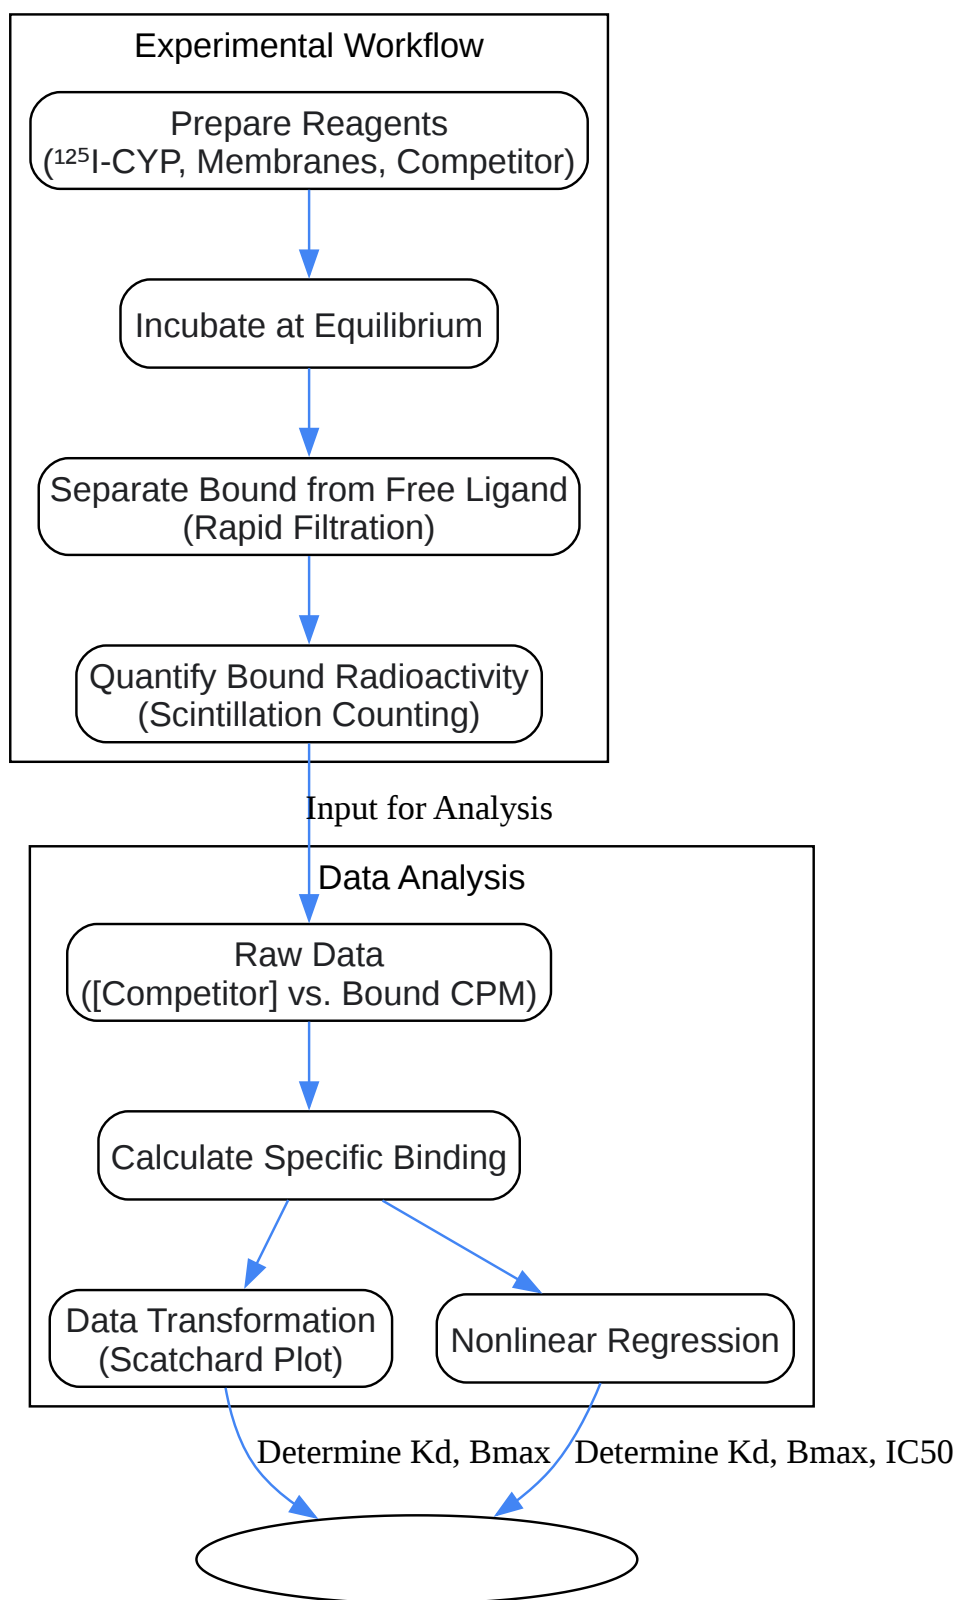 Experimental Workflow
Prepare Reagents
(¹²⁵I-CYP, Membranes, Competitor)
Incubate at Equilibrium
Separate Bound from Free Ligand
(Rapid Filtration)
Quantify Bound Radioactivity
(Scintillation Counting)
Input for Analysis
Data Analysis
Raw Data
([Competitor] vs. Bound CPM)
Calculate Specific Binding
Data Transformation
(Scatchard Plot)
Nonlinear Regression
Determine Kd, Bmax
Determine Kd, Bmax, IC50